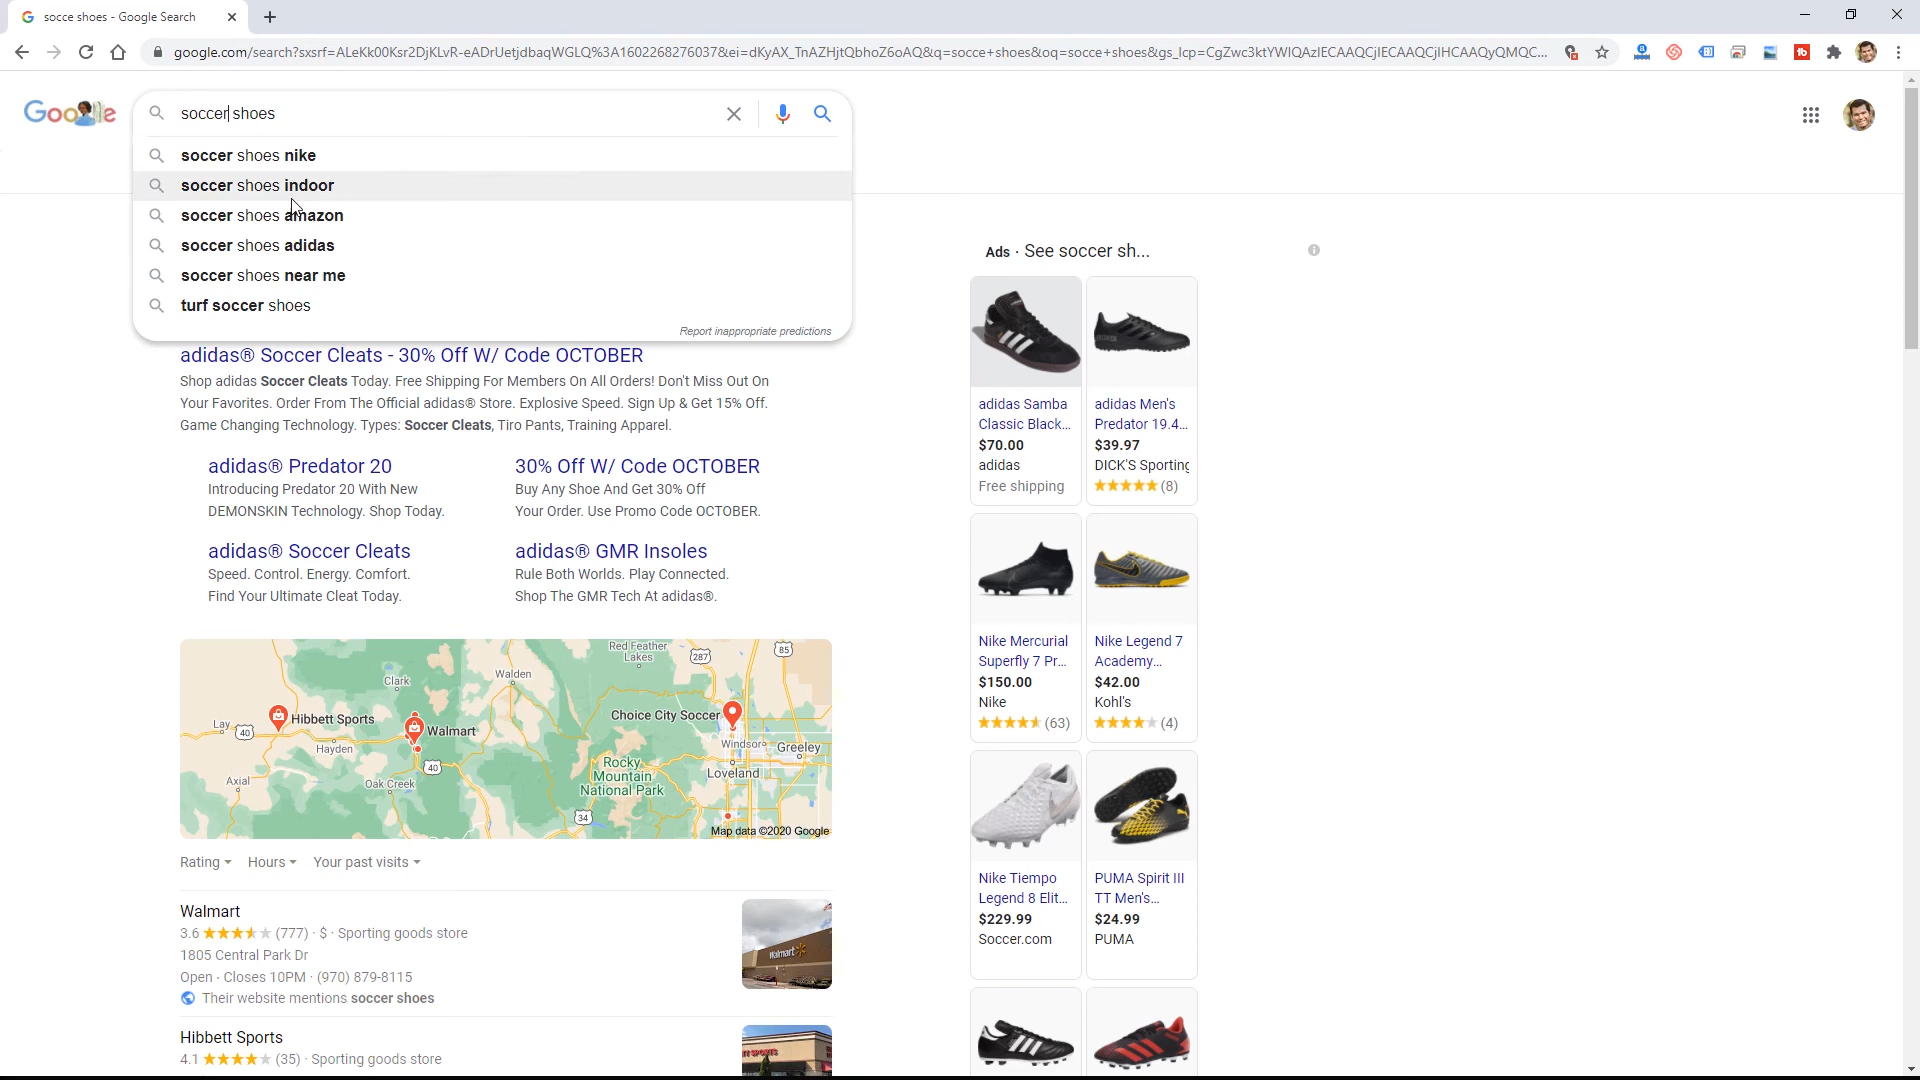 socce shoes - Google Search
google.com/search?sxsrf=ALeKk00Ksr2DjKLvR-eADrUetjdbaqWGLQ%3A1602268276037&ei=dKyAX_TnAZHjtQbhoZ6oAQ&q=socce+shoes&oq=socce+shoes&gs_lcp=CgZwc3ktYWIQAzIECAAQCjIECAAQCjIHCAAQyQMQC...
Google
soccer shoes
soccer shoes nike
soccer shoes indoor
soccer shoes amazon
soccer shoes adidas
soccer shoes near me
turf soccer shoes
Report inappropriate predictions
adidas® Soccer Cleats - 30% Off W/ Code OCTOBER
Shop adidas Soccer Cleats Today. Free Shipping For Members On All Orders! Don't Miss Out On
Your Favorites. Order From The Official adidas® Store. Explosive Speed. Sign Up & Get 15% Off.
Game Changing Technology. Types: Soccer Cleats, Tiro Pants, Training Apparel.
adidas® Predator 20
Introducing Predator 20 With New
DEMONSKIN Technology. Shop Today.
30% Off W/ Code OCTOBER
Buy Any Shoe And Get 30% Off
Your Order. Use Promo Code OCTOBER.
adidas® Soccer Cleats
Speed. Control. Energy. Comfort.
Find Your Ultimate Cleat Today.
adidas® GMR Insoles
Rule Both Worlds. Play Connected.
Shop The GMR Tech At adidas®.
Red Feather
Lakes
287
85
Clark
Walden
Lay
40
Hibbett Sports
Hayden
Walmart
Choice City Soccer
Windsor
Greeley
Axial
Oak Creek
40
Rocky
Mountain
National Park
Loveland
34
Map data ©2020 Google
Rating
Hours
Your past visits
Walmart
3.6 (777) · $ · Sporting goods store
1805 Central Park Dr
Open · Closes 10PM · (970) 879-8115
Their website mentions soccer shoes
Walmart
Hibbett Sports
4.1 (35) · Sporting goods store
Ads · See soccer sh...
adidas Samba
Classic Black...
$70.00
adidas
Free shipping
adidas Men's
Predator 19.4...
$39.97
DICK'S Sporting
(8)
Nike Mercurial
Superfly 7 Pr...
$150.00
Nike
(63)
Nike Legend 7
Academy...
$42.00
Kohl's
(4)
Nike Tiempo
Legend 8 Elit...
$229.99
Soccer.com
PUMA Spirit III
TT Men's...
$24.99
PUMA